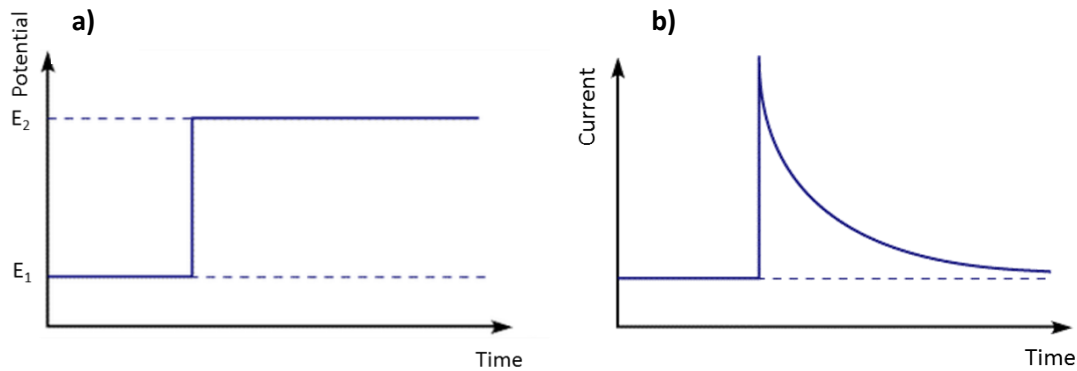 a)
Potential
E₂
E₁
Time
b)
Current
Time